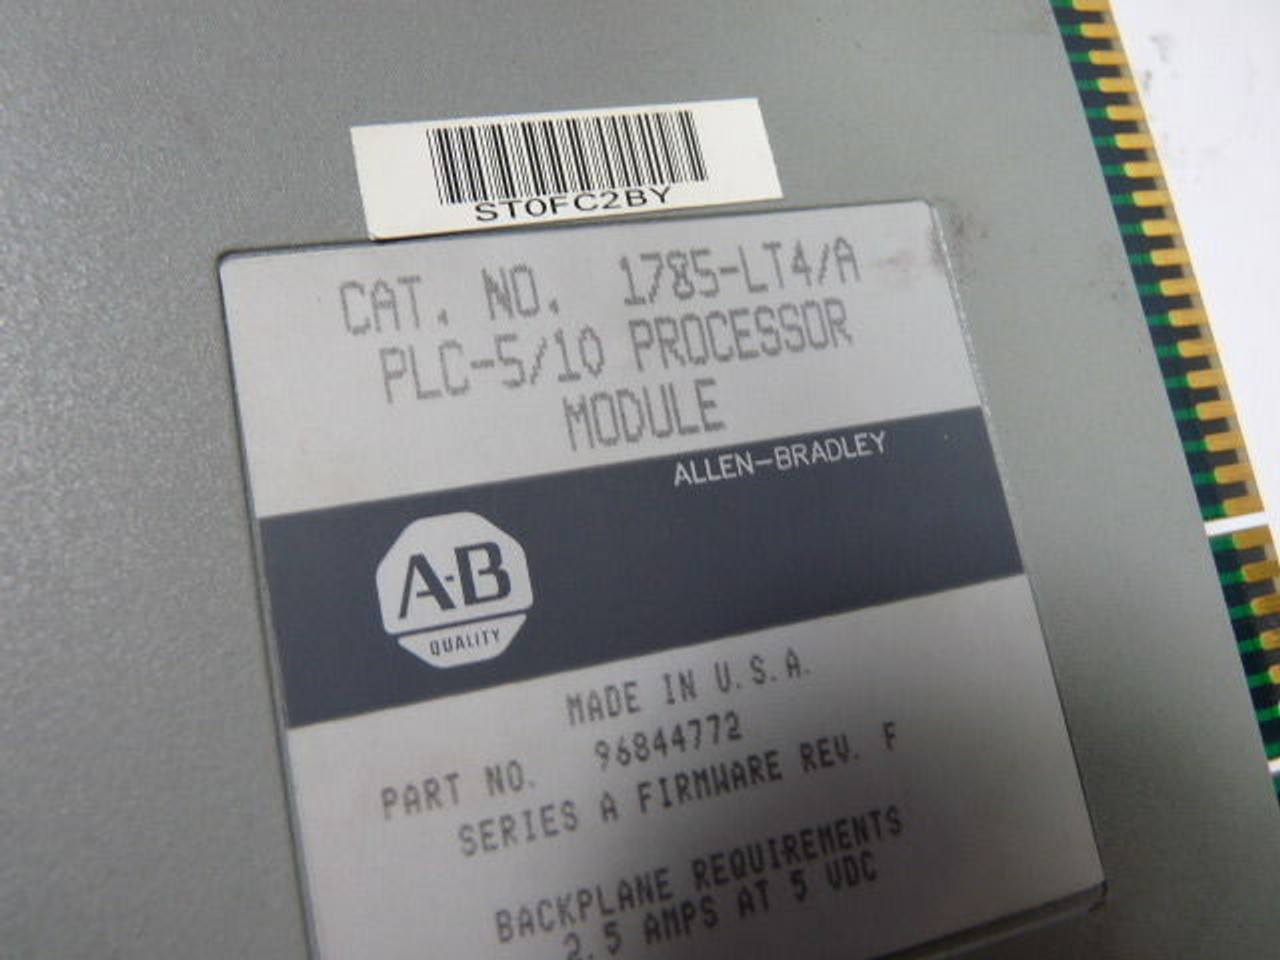 ST0FC2BY
CAT. NO. 1785-LT4/A
PLC-5/10 PROCESSOR
MODULE
ALLEN-BRADLEY
A-B
QUALITY
MADE IN U.S.A.
PART NO. 96844772
SERIES A FIRMWARE REV. F
BACKPLANE REQUIREMENTS
2.5 AMPS AT 5 VDC